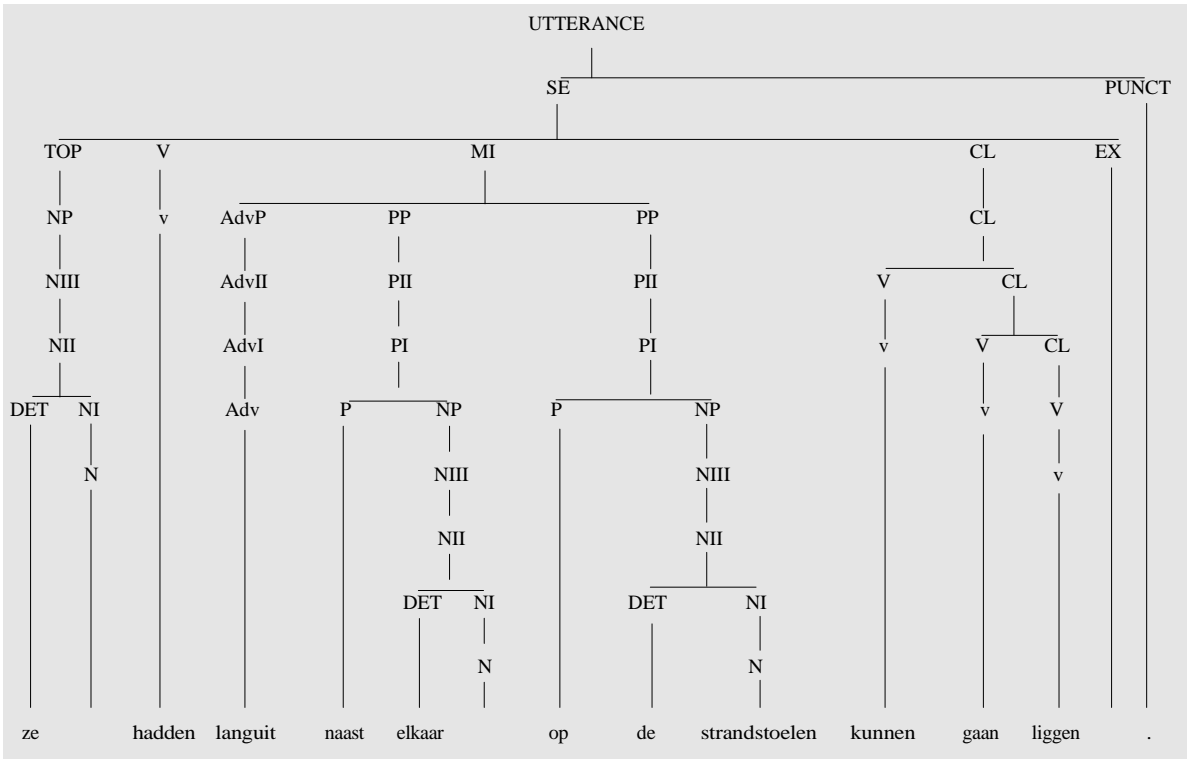 UTTERANCE
SE PUNCT
TOP V MI CL EX
NP v AdvP PP PP CL
NIII AdvII PII PII V CL
NII AdvI PI PI v V CL
DET NI Adv P NP P NP v V
N NIII NIII v
NII NII
DET NI DET NI
N N
ze hadden languit naast elkaar op de strandstoelen kunnen gaan liggen .